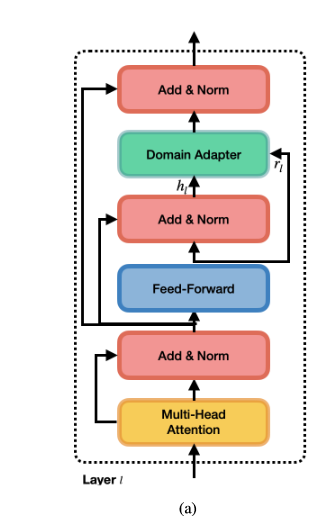 Add & Norm
Domain Adapter
r_l
h_l
Add & Norm
Feed-Forward
Add & Norm
Multi-Head
Attention
Layer l
(a)